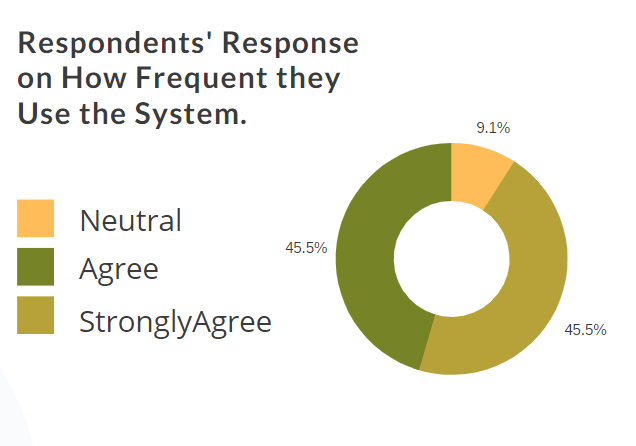 Respondents' Response
on How Frequent they
Use the System.
9.1%
Neutral
Agree
StronglyAgree
45.5%
45.5%